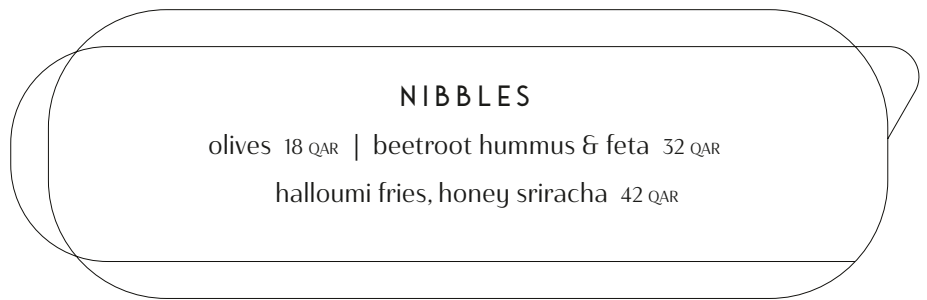 NIBBLES
olives 18 QAR | beetroot hummus & feta 32 QAR
halloumi fries, honey sriracha 42 QAR